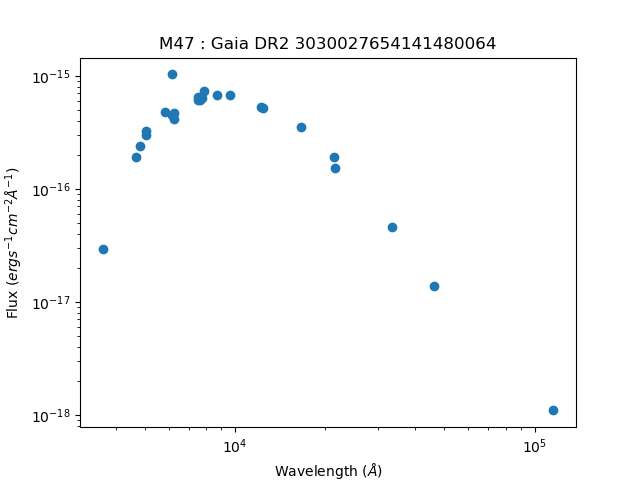 M47 : Gaia DR2 3030027654141480064
10⁻¹⁵
10⁻¹⁶
10⁻¹⁷
10⁻¹⁸
Flux (ergs⁻¹cm⁻²Å⁻¹)
10⁴
10⁵
Wavelength (Å)